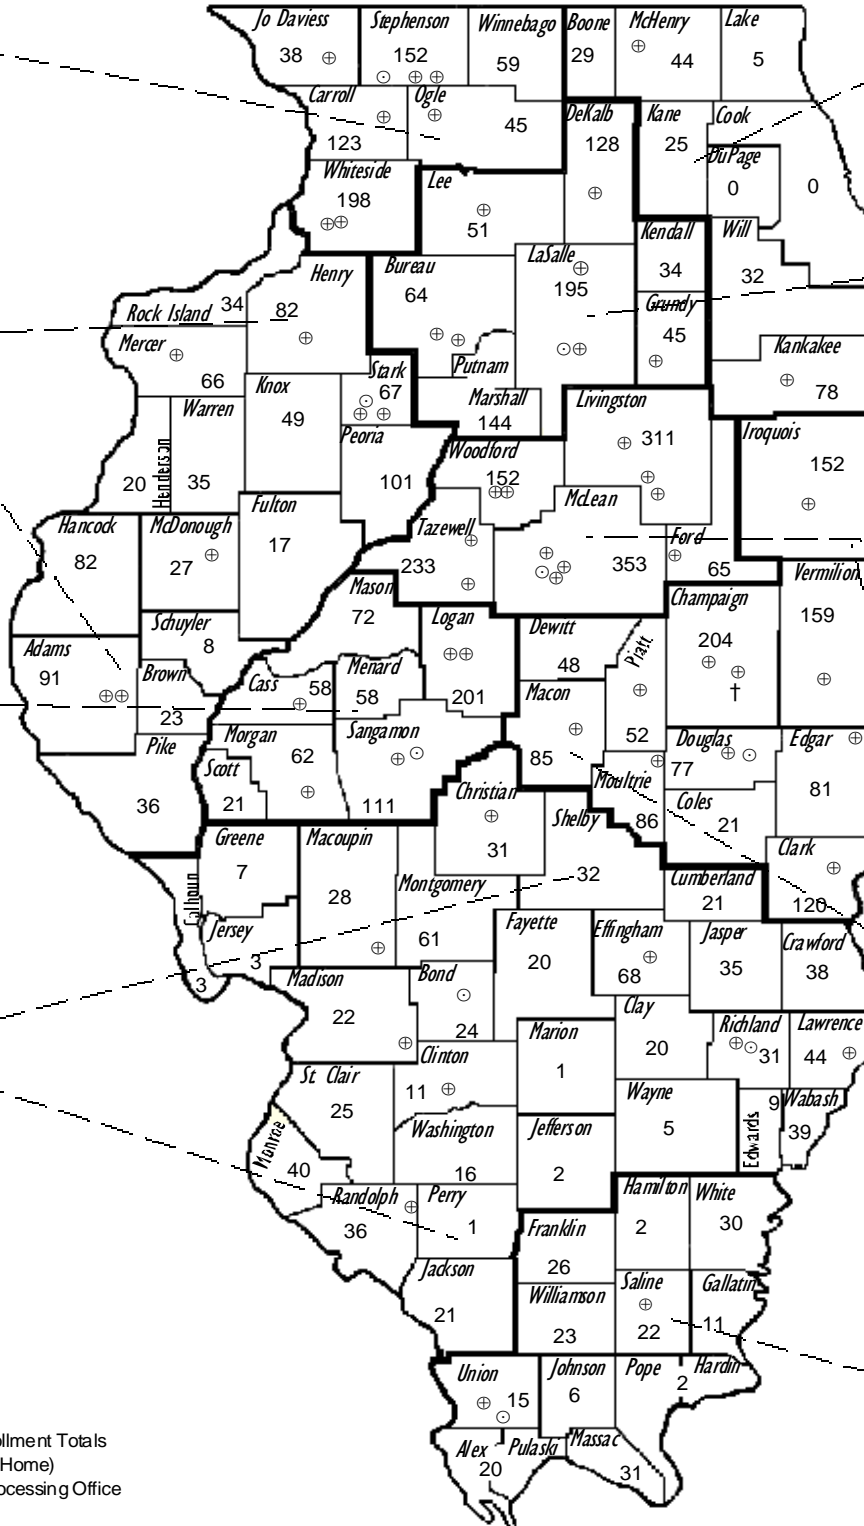 Jo Daviess
38
Stephenson
152
Winnebago
59
Boone
29
McHenry
44
Lake
5
Carroll
123
Ogle
45
DeKalb
128
Kane
25
Cook
0
DuPage
0
Whiteside
198
Lee
51
Kendall
34
Will
32
Henry
82
Bureau
64
LaSalle
195
Grundy
45
Rock Island
34
Mercer
66
Stark
67
Putnam
Marshall
144
Kankakee
78
Knox
49
Warren
35
Henderson
20
Peoria
101
Woodford
152
Livingston
311
Iroquois
152
Hancock
82
McDonough
27
Fulton
17
Tazewell
233
McLean
353
Ford
65
Vermilion
159
Mason
72
Logan
201
Dewitt
48
Piatt
52
Champaign
204
Adams
91
Schuyler
8
Brown
23
Cass
58
Menard
58
Macon
85
Pike
36
Morgan
62
Sangamon
111
Scott
21
Christian
31
Moultrie
86
Douglas
77
Edgar
81
Coles
21
Shelby
32
Clark
120
Greene
7
Macoupin
28
Montgomery
61
Cumberland
21
Calhoun
3
Jersey
3
Fayette
20
Effingham
68
Jasper
35
Crawford
38
Madison
22
Bond
24
Clay
20
Richland
31
Lawrence
44
Marion
1
St Clair
25
Clinton
11
Wayne
5
Edwards
9
Wabash
39
Washington
16
Jefferson
2
Monroe
40
Randolph
36
Perry
1
Hamilton
2
White
30
Franklin
26
Jackson
21
Williamson
23
Saline
22
Gallatin
11
Union
15
Johnson
6
Pope
2
Hardin
Alex
20
Pulaski
Massac
31
†
ollment Totals
Home)
ocessing Office